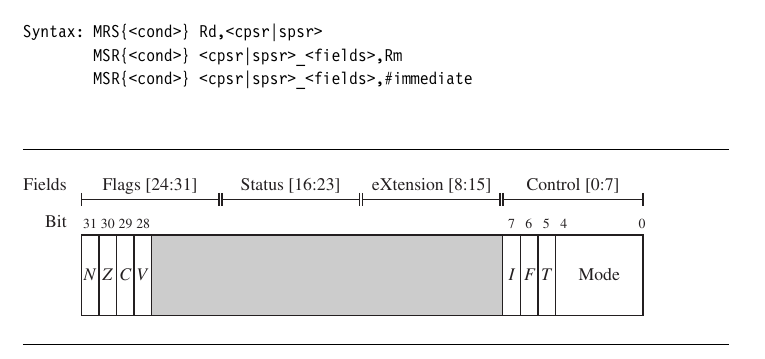 Syntax: MRS{<cond>} Rd,<cpsr|spsr>
MSR{<cond>} <cpsr|spsr>_<fields>,Rm
MSR{<cond>} <cpsr|spsr>_<fields>,#immediate
Fields Flags [24:31] Status [16:23] eXtension [8:15] Control [0:7]
Bit 31 30 29 28 7 6 5 4 0
N Z C V I F T Mode